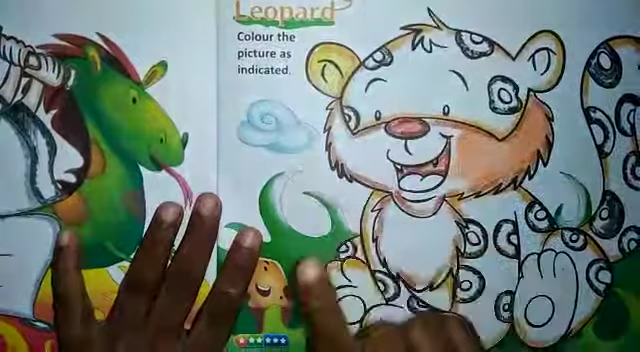 Leopard
Colour the
picture as
indicated.